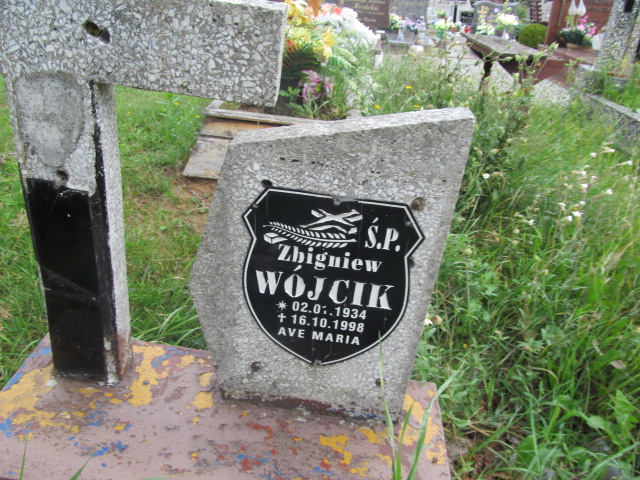 Ś.P.
Zbigniew
WÓJCIK
16.10.1998
AVE MARIA